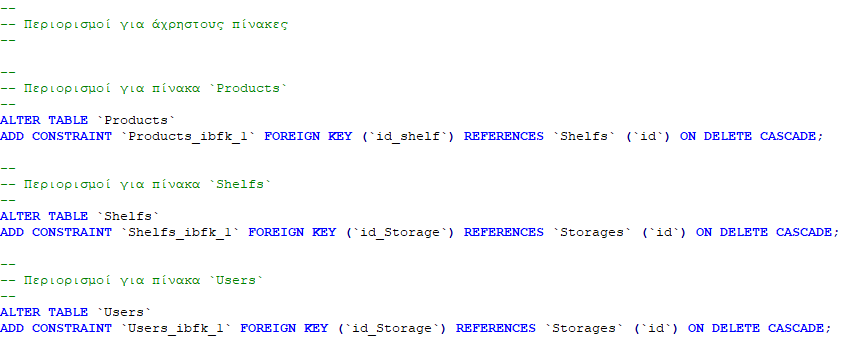 --
-- Περιορισμοί για άχρηστους πίνακες
--
--
-- Περιορισμοί για πίνακα `Products`
--
ALTER TABLE `Products`
ADD CONSTRAINT `Products_ibfk_1` FOREIGN KEY (`id_shelf`) REFERENCES `Shelfs` (`id`) ON DELETE CASCADE;
--
-- Περιορισμοί για πίνακα `Shelfs`
--
ALTER TABLE `Shelfs`
ADD CONSTRAINT `Shelfs_ibfk_1` FOREIGN KEY (`id_Storage`) REFERENCES `Storages` (`id`) ON DELETE CASCADE;
--
-- Περιορισμοί για πίνακα `Users`
--
ALTER TABLE `Users`
ADD CONSTRAINT `Users_ibfk_1` FOREIGN KEY (`id_Storage`) REFERENCES `Storages` (`id`) ON DELETE CASCADE;